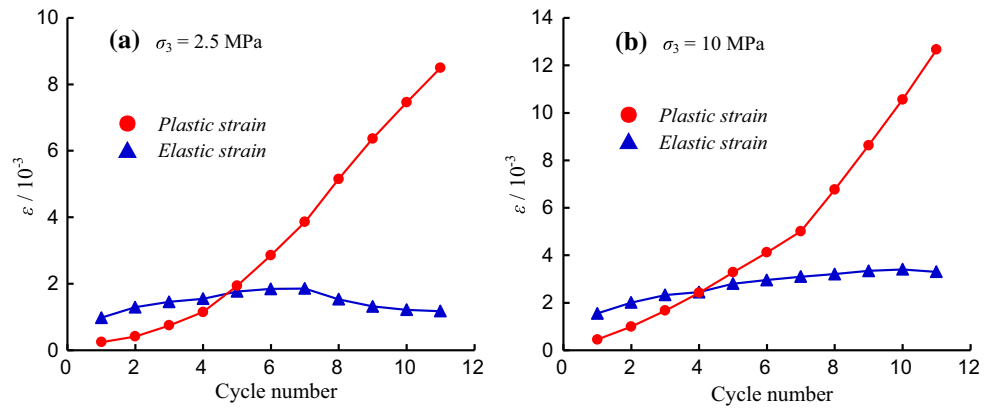 (a) σ3 = 2.5 MPa
Plastic strain
Elastic strain
ε / 10-3
10
8
6
4
2
0
0 2 4 6 8 10 12
Cycle number
(b) σ3 = 10 MPa
Plastic strain
Elastic strain
ε / 10-3
14
12
10
8
6
4
2
0
0 2 4 6 8 10 12
Cycle number